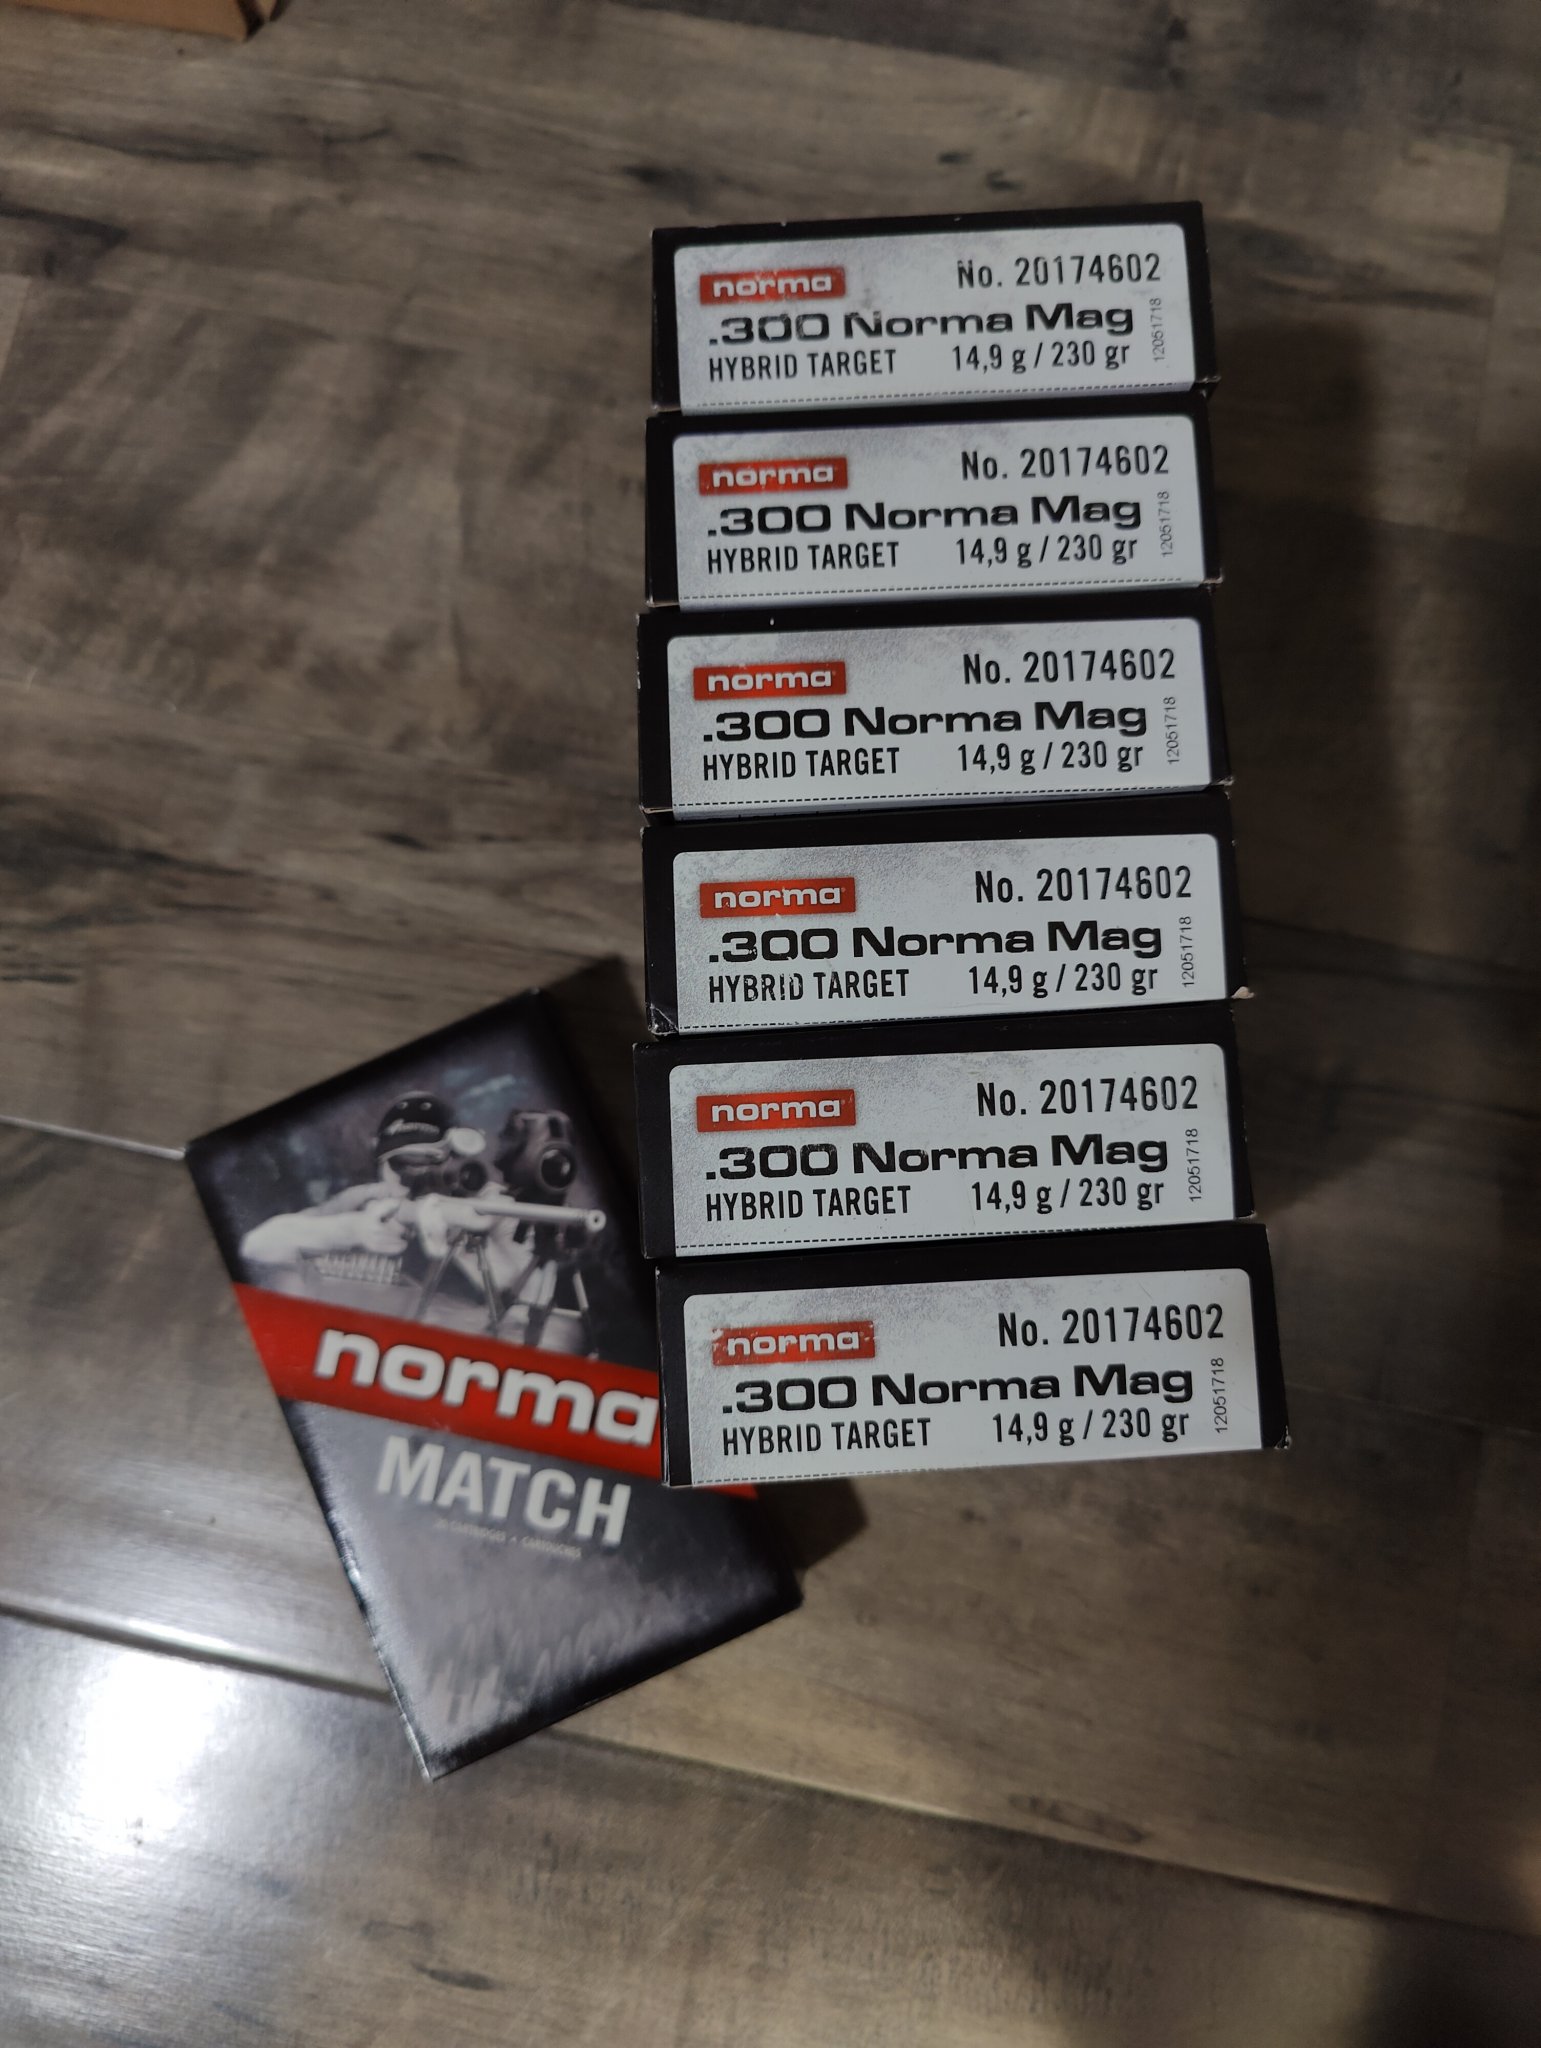 norma
No. 20174602
.300 Norma Mag
HYBRID TARGET 14,9 g / 230 gr
12051718
norma
No. 20174602
.300 Norma Mag
HYBRID TARGET 14,9 g / 230 gr
12051718
norma
No. 20174602
.300 Norma Mag
HYBRID TARGET 14,9 g / 230 gr
12051718
norma
No. 20174602
.300 Norma Mag
HYBRID TARGET 14,9 g / 230 gr
12051718
norma
No. 20174602
.300 Norma Mag
HYBRID TARGET 14,9 g / 230 gr
12051718
norma
No. 20174602
.300 Norma Mag
HYBRID TARGET 14,9 g / 230 gr
12051718
norma
MATCH
20 CARTRIDGES • CARTOUCHES